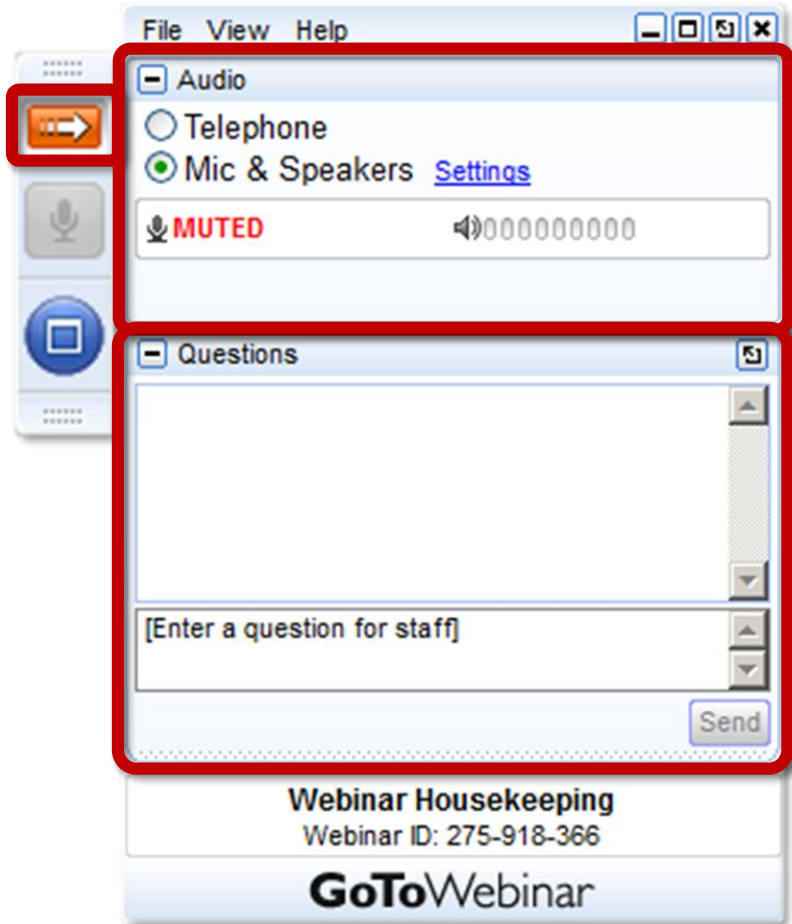 File View Help
Audio
Telephone
Mic & Speakers Settings
MUTED
Questions
[Enter a question for staff]
Send
Webinar Housekeeping
Webinar ID: 275-918-366
GoToWebinar